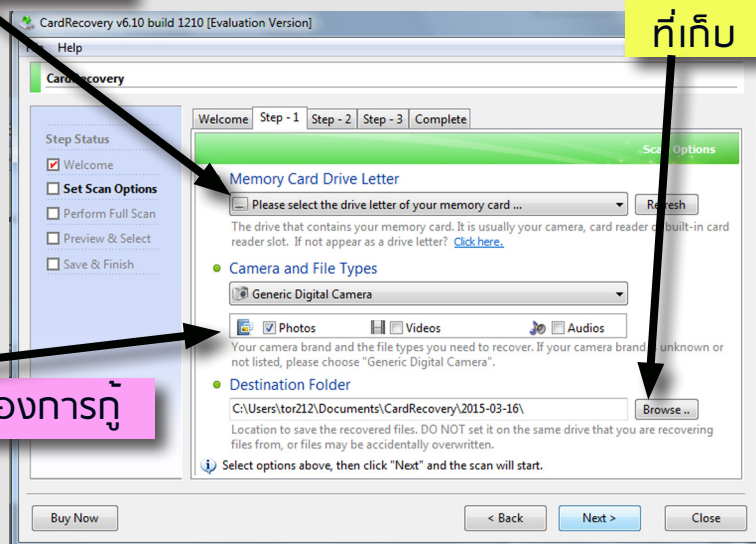 CardRecovery v6.10 build 1210 [Evaluation Version]
ที่เก็บ
Help
CardRecovery
Welcome Step - 1 Step - 2 Step - 3 Complete
Step Status
Welcome
Set Scan Options
Perform Full Scan
Preview & Select
Save & Finish
Scan Options
Memory Card Drive Letter
Please select the drive letter of your memory card ...
Refresh
The drive that contains your memory card. It is usually your camera, card reader or built-in card
reader slot. If not appear as a drive letter? Click here.
Camera and File Types
Generic Digital Camera
Photos Videos Audios
Your camera brand and the file types you need to recover. If your camera brand is unknown or
not listed, please choose "Generic Digital Camera".
องการกู้
Destination Folder
C:\Users\tor212\Documents\CardRecovery\2015-03-16\
Browse ..
Location to save the recovered files. DO NOT set it on the same drive that you are recovering
files from, or files may be accidentally overwritten.
Select options above, then click "Next" and the scan will start.
Buy Now < Back Next > Close